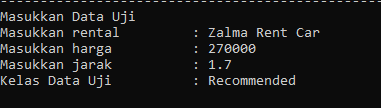 ------------------------------------------------
Masukkan Data Uji
Masukkan rental : Zalma Rent Car
Masukkan harga : 270000
Masukkan jarak : 1.7
Kelas Data Uji : Recommended